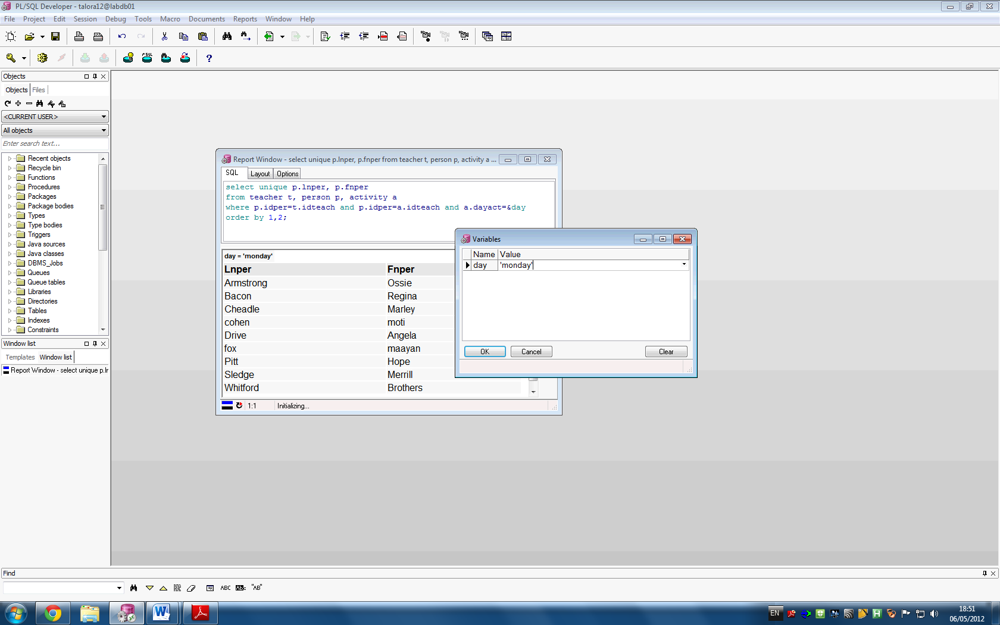 PL/SQL Developer - talora12@labdb01
File Project Edit Session Debug Tools Macro Documents Reports Window Help
SQL
?
Objects
Objects Files
<CURRENT USER>
All objects
Enter search text...
Recent objects
Recycle bin
Functions
Procedures
Packages
Package bodies
Types
Type bodies
Triggers
Java sources
Java classes
DBMS_Jobs
Queues
Queue tables
Libraries
Directories
Tables
Indexes
Constraints
Window list
Templates Window list
Report Window - select unique p.lr
Report Window - select unique p.lnper, p.fnper from teacher t, person p, activity a ...
SQL Layout Options
select unique p.lnper, p.fnper
from teacher t, person p, activity a
where p.idper=t.idteach and p.idper=a.idteach and a.dayact=&day
order by 1,2;
day = 'monday'
Lnper Fnper
Armstrong Ossie
Bacon Regina
Cheadle Marley
cohen moti
Drive Angela
fox maayan
Pitt Hope
Sledge Merrill
Whitford Brothers
1:1 Initializing...
Variables
Name Value
day 'monday'
OK Cancel Clear
Find
ABC "AB"
EN
18:51
06/05/2012